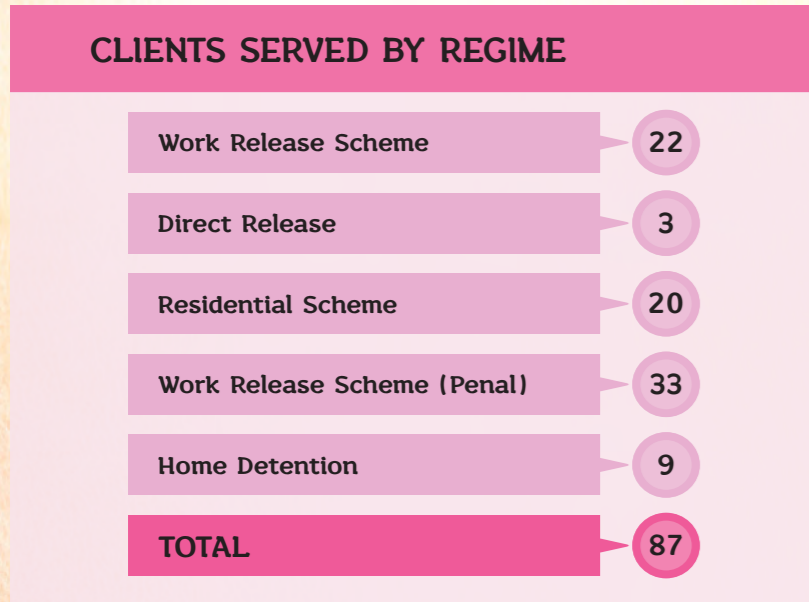 CLIENTS SERVED BY REGIME
Work Release Scheme 22
Direct Release 3
Residential Scheme 20
Work Release Scheme (Penal) 33
Home Detention 9
TOTAL 87